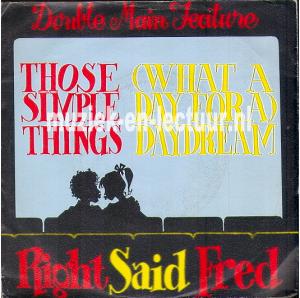 Double Main Feature
THOSE (WHAT A
SIMPLE DAY FOR A)
THINGS DAYDREAM
muziek-en-lectuur.nl
Right Said Fred